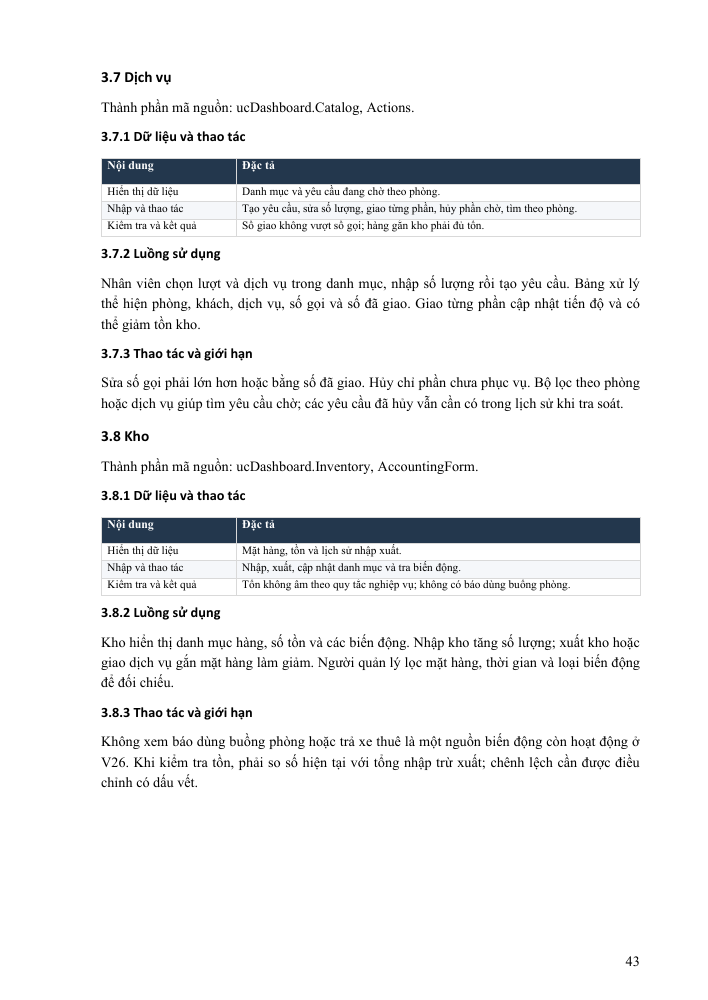 3.7 Dịch vụ
Thành phần mã nguồn: ucDashboard.Catalog, Actions.
3.7.1 Dữ liệu và thao tác
Nội dung Đặc tả
Hiển thị dữ liệu Danh mục và yêu cầu đang chờ theo phòng.
Nhập và thao tác Tạo yêu cầu, sửa số lượng, giao từng phần, hủy phần chờ, tìm theo phòng.
Kiểm tra và kết quả Số giao không vượt số gọi; hàng gắn kho phải đủ tồn.
3.7.2 Luồng sử dụng
Nhân viên chọn lượt và dịch vụ trong danh mục, nhập số lượng rồi tạo yêu cầu. Bảng xử lý
thể hiện phòng, khách, dịch vụ, số gọi và số đã giao. Giao từng phần cập nhật tiến độ và có
thể giảm tồn kho.
3.7.3 Thao tác và giới hạn
Sửa số gọi phải lớn hơn hoặc bằng số đã giao. Hủy chỉ phần chưa phục vụ. Bộ lọc theo phòng
hoặc dịch vụ giúp tìm yêu cầu chờ; các yêu cầu đã hủy vẫn cần có trong lịch sử khi tra soát.
3.8 Kho
Thành phần mã nguồn: ucDashboard.Inventory, AccountingForm.
3.8.1 Dữ liệu và thao tác
Nội dung Đặc tả
Hiển thị dữ liệu Mặt hàng, tồn và lịch sử nhập xuất.
Nhập và thao tác Nhập, xuất, cập nhật danh mục và tra biến động.
Kiểm tra và kết quả Tồn không âm theo quy tắc nghiệp vụ; không có báo dùng buồng phòng.
3.8.2 Luồng sử dụng
Kho hiển thị danh mục hàng, số tồn và các biến động. Nhập kho tăng số lượng; xuất kho hoặc
giao dịch vụ gắn mặt hàng làm giảm. Người quản lý lọc mặt hàng, thời gian và loại biến động
để đối chiếu.
3.8.3 Thao tác và giới hạn
Không xem báo dùng buồng phòng hoặc trả xe thuê là một nguồn biến động còn hoạt động ở
V26. Khi kiểm tra tồn, phải so số hiện tại với tổng nhập trừ xuất; chênh lệch cần được điều
chỉnh có dấu vết.
43